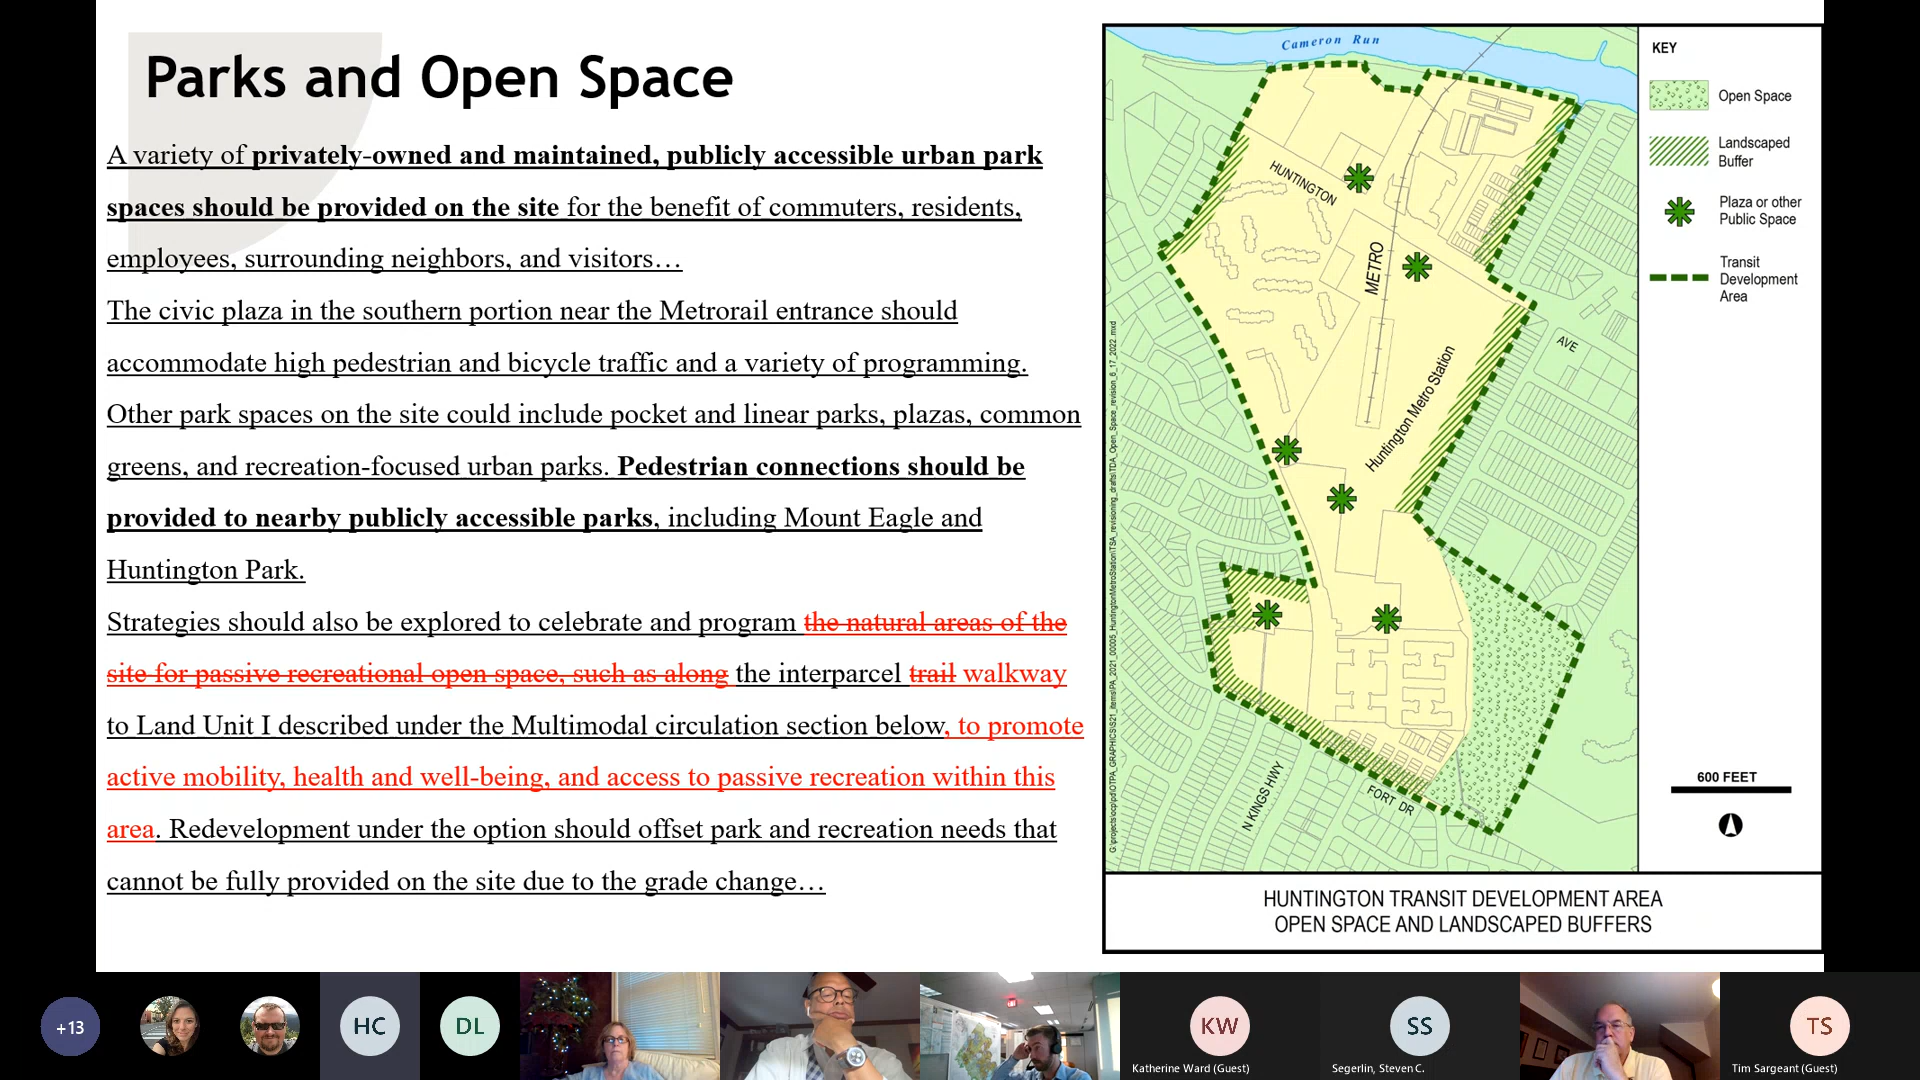 Parks and Open Space
A variety of privately-owned and maintained, publicly accessible urban park
spaces should be provided on the site for the benefit of commuters, residents,
employees, surrounding neighbors, and visitors…
The civic plaza in the southern portion near the Metrorail entrance should
accommodate high pedestrian and bicycle traffic and a variety of programming.
Other park spaces on the site could include pocket and linear parks, plazas, common
greens, and recreation-focused urban parks. Pedestrian connections should be
provided to nearby publicly accessible parks, including Mount Eagle and
Huntington Park.
Strategies should also be explored to celebrate and program the natural areas of the
site for passive recreational open space, such as along the interparcel trail walkway
to Land Unit I described under the Multimodal circulation section below, to promote
active mobility, health and well-being, and access to passive recreation within this
area. Redevelopment under the option should offset park and recreation needs that
cannot be fully provided on the site due to the grade change…
Cameron Run
HUNTINGTON
METRO
AVE
Huntington Metro Station
N KINGS HWY
FORT DR
KEY
Open Space
Landscaped
Buffer
Plaza or other
Public Space
Transit
Development
Area
600 FEET
HUNTINGTON TRANSIT DEVELOPMENT AREA
OPEN SPACE AND LANDSCAPED BUFFERS
+13
HC
DL
KW
Katherine Ward (Guest)
SS
Segerlin, Steven C.
TS
Tim Sargeant (Guest)